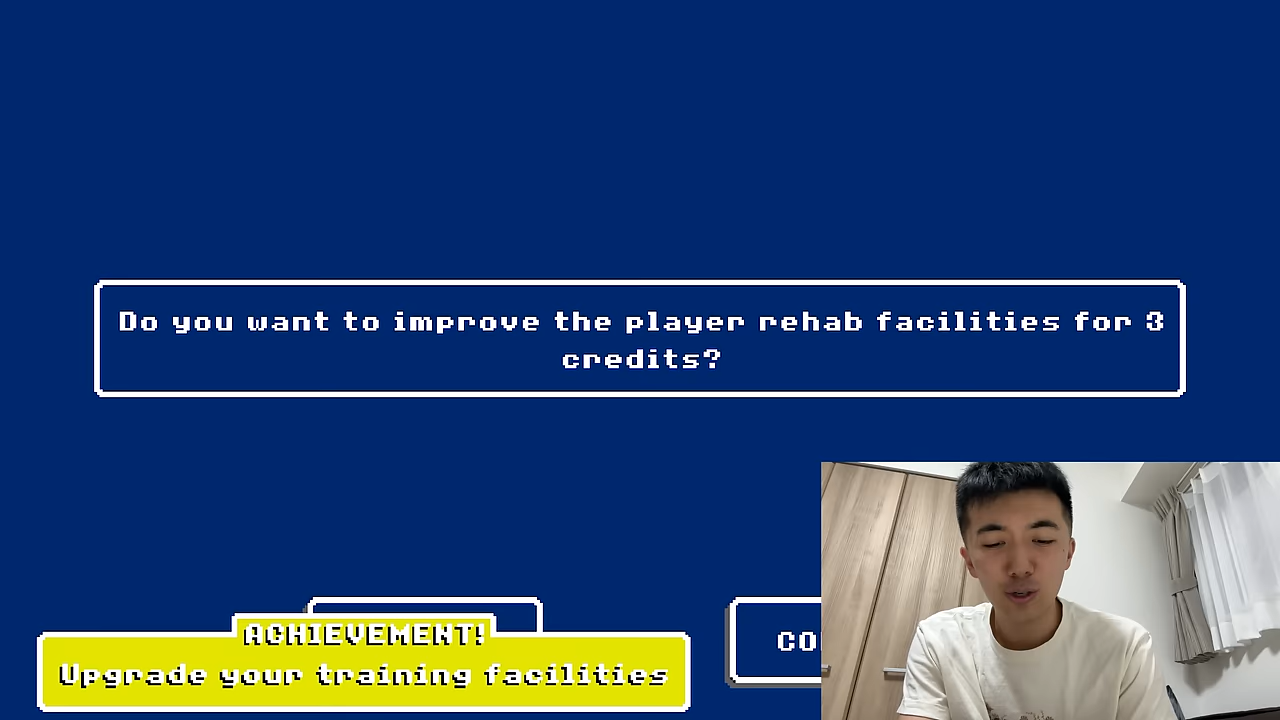 Do you want to improve the player rehab facilities for 3
credits?
ACHIEVEMENT!
Upgrade your training facilities